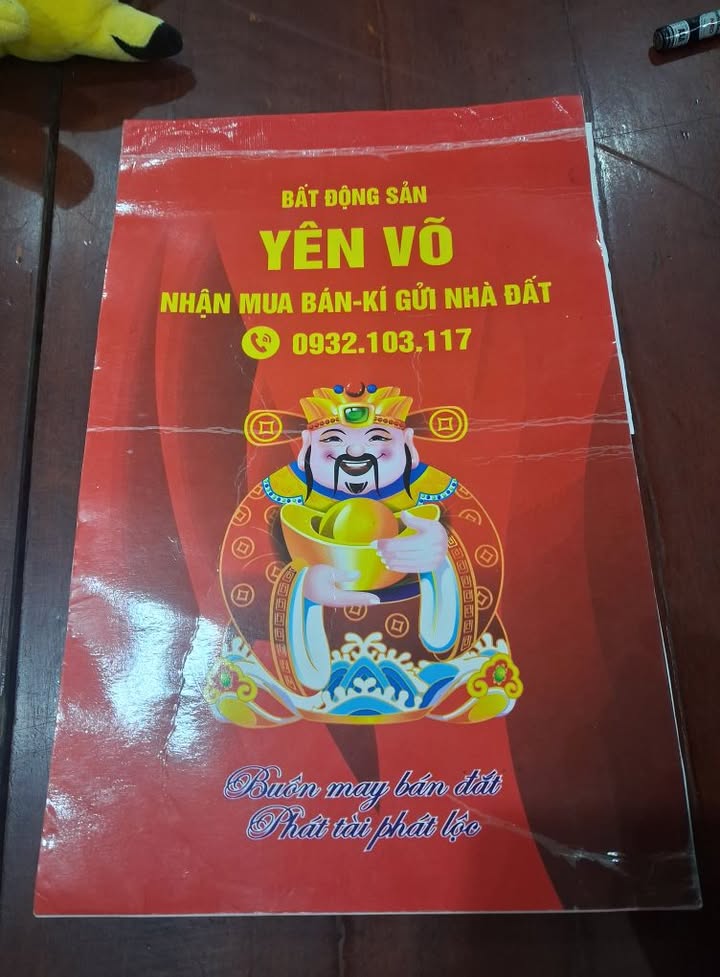 BẤT ĐỘNG SẢN
YÊN VÕ
NHẬN MUA BÁN-KÍ GỬI NHÀ ĐẤT
0932.103.117
Buôn may bán đắt
Phát tài phát lộc